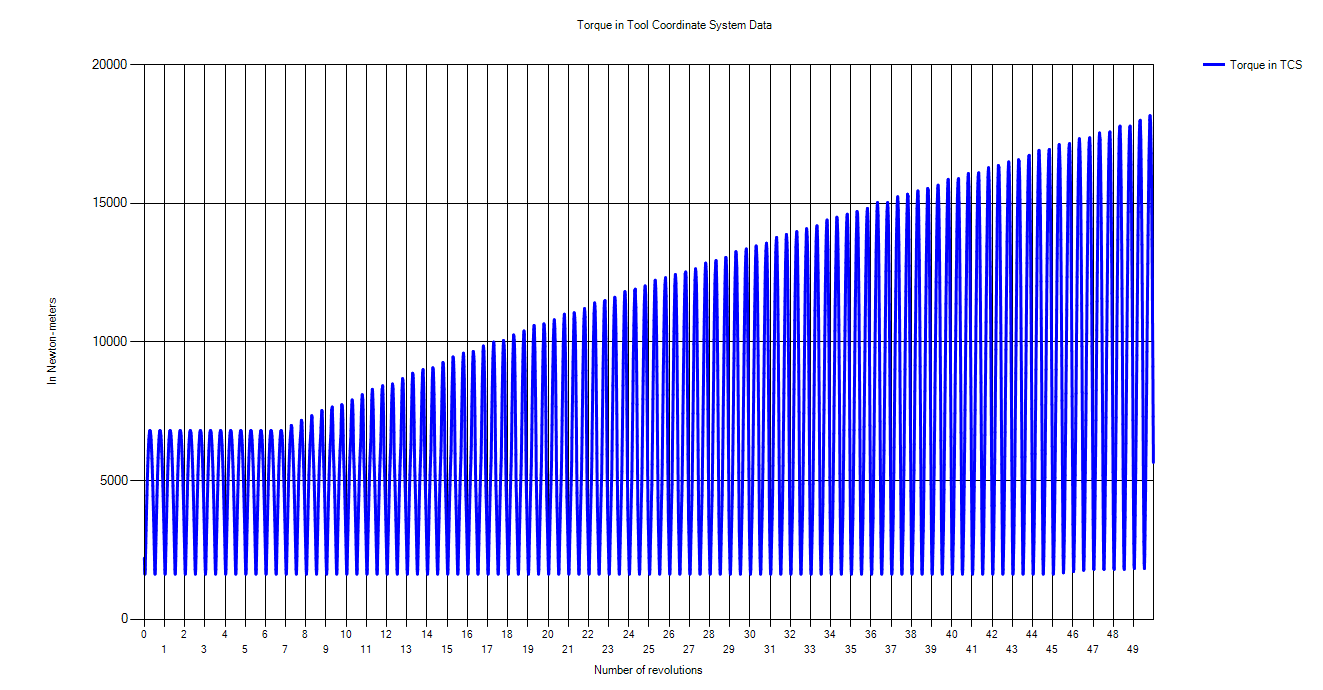 Torque in Tool Coordinate System Data
Torque in TCS
20000
15000
10000
5000
0
In Newton-meters
0 2 4 6 8 10 12 14 16 18 20 22 24 26 28 30 32 34 36 38 40 42 44 46 48
1 3 5 7 9 11 13 15 17 19 21 23 25 27 29 31 33 35 37 39 41 43 45 47 49
Number of revolutions